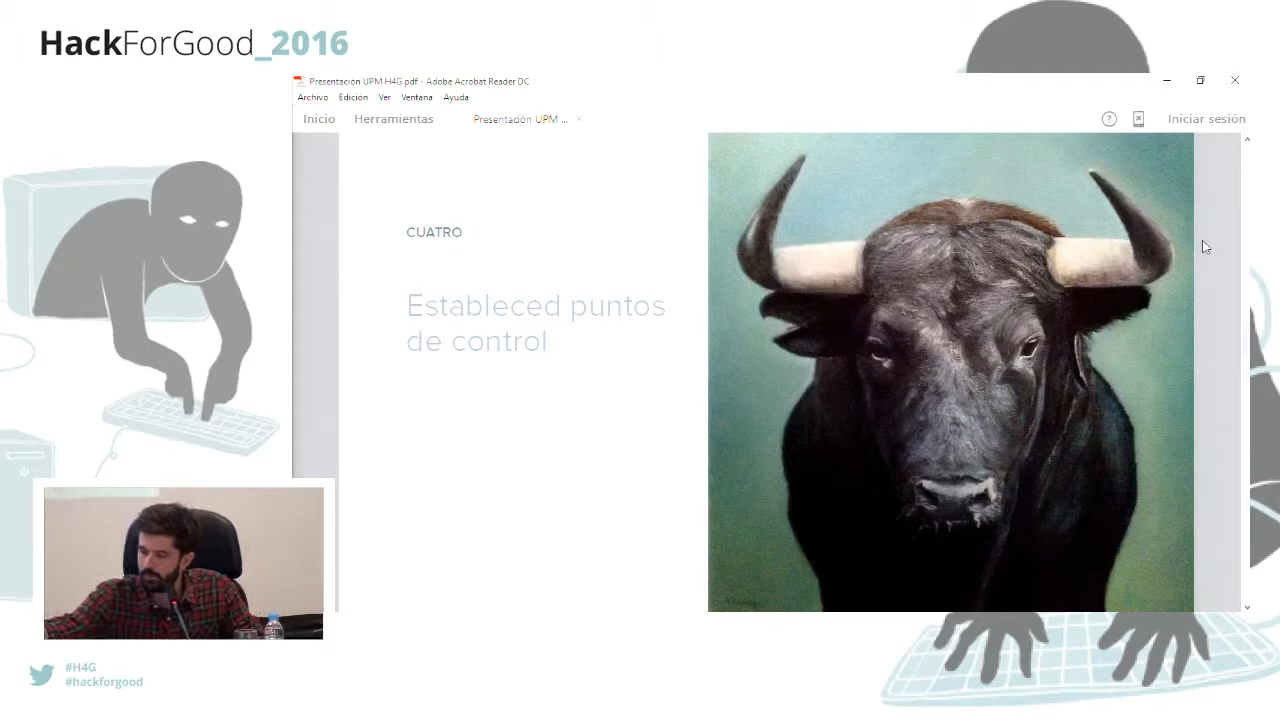 HackForGood_2016
Presentación UPM H4G.pdf - Adobe Acrobat Reader DC
Archivo Edición Ver Ventana Ayuda
Inicio Herramientas Presentación UPM ... × Iniciar sesión
CUATRO
Estableced puntos
de control
#H4G
#hackforgood